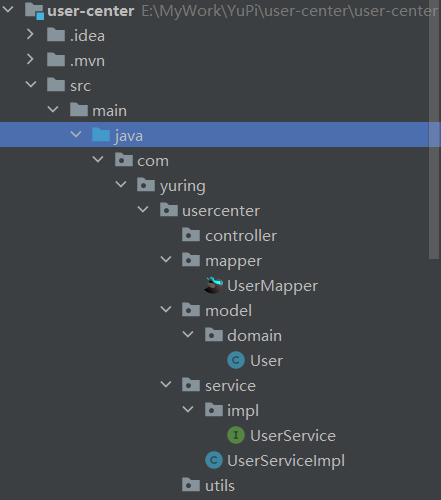 user-center E:\MyWork\YuPi\user-center\user-center
.idea
.mvn
src
main
java
com
yuring
usercenter
controller
mapper
UserMapper
model
domain
C User
service
impl
I UserService
C UserServiceImpl
utils